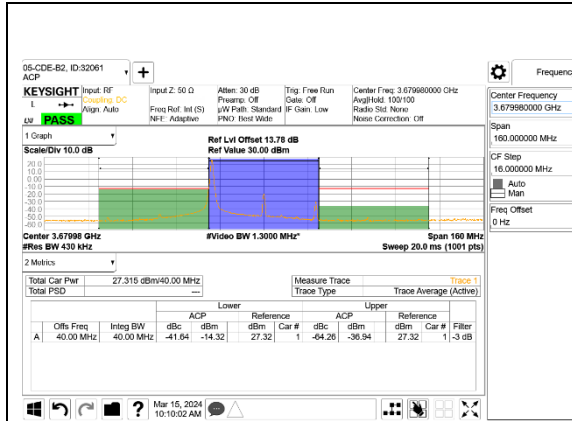 05-CDE-B2, ID:32061
ACP
Frequenc
KEYSIGHT Input: RF Input Z: 50 Ω Atten: 30 dB Trig: Free Run Center Freq: 3.679980000 GHz
Coupling: DC Preamp: Off Gate: Off Avg|Hold: 100/100
Align: Auto Freq Ref: Int (S) µW Path: Standard IF Gain: Low Radio Std: None
NFE: Adaptive PNO: Best Wide Noise Correction: Off
PASS
Center Frequency
3.679980000 GHz
Span
160.000000 MHz
CF Step
16.000000 MHz
Auto
Man
Freq Offset
0 Hz
1 Graph
Scale/Div 10.0 dB
Ref Lvl Offset 13.78 dB
Ref Value 30.00 dBm
20.0
10.0
0.00
-10.0
-20.0
-30.0
-40.0
-50.0
-60.0
Center 3.67998 GHz #Video BW 1.3000 MHz* Span 160 MHz
#Res BW 430 kHz Sweep 20.0 ms (1001 pts)
2 Metrics
Total Car Pwr 27.315 dBm/40.00 MHz Measure Trace Trace 1
Total PSD --- Trace Type Trace Average (Active)
Lower Upper
ACP Reference ACP Reference
Offs Freq Integ BW dBc dBm dBm Car # dBc dBm dBm Car # Filter
A 40.00 MHz 40.00 MHz -41.64 -14.32 27.32 1 -64.26 -36.94 27.32 1 -3 dB
Mar 15, 2024
10:10:02 AM